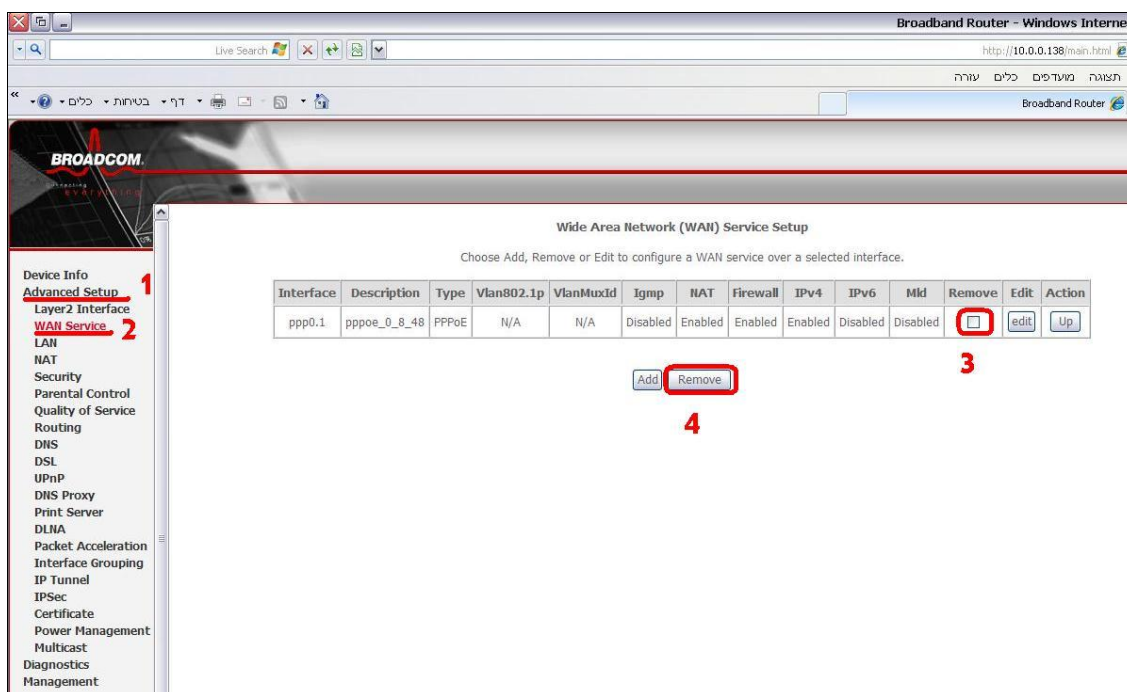 Broadband Router - Windows Interne
Live Search
http://10.0.0.138/main.html
תצוגה מועדפים כלים עזרה
דף בטיחות כלים
Broadband Router
BROADCOM.
Connecting
everything
Device Info
Advanced Setup 1
Layer2 Interface
WAN Service 2
LAN
NAT
Security
Parental Control
Quality of Service
Routing
DNS
DSL
UPnP
DNS Proxy
Print Server
DLNA
Packet Acceleration
Interface Grouping
IP Tunnel
IPSec
Certificate
Power Management
Multicast
Diagnostics
Management
Wide Area Network (WAN) Service Setup
Choose Add, Remove or Edit to configure a WAN service over a selected interface.
Interface Description Type Vlan802.1p VlanMuxId Igmp NAT Firewall IPv4 IPv6 Mld Remove Edit Action
ppp0.1 pppoe_0_8_48 PPPoE N/A N/A Disabled Enabled Enabled Enabled Disabled Disabled edit Up
3
Add Remove
4